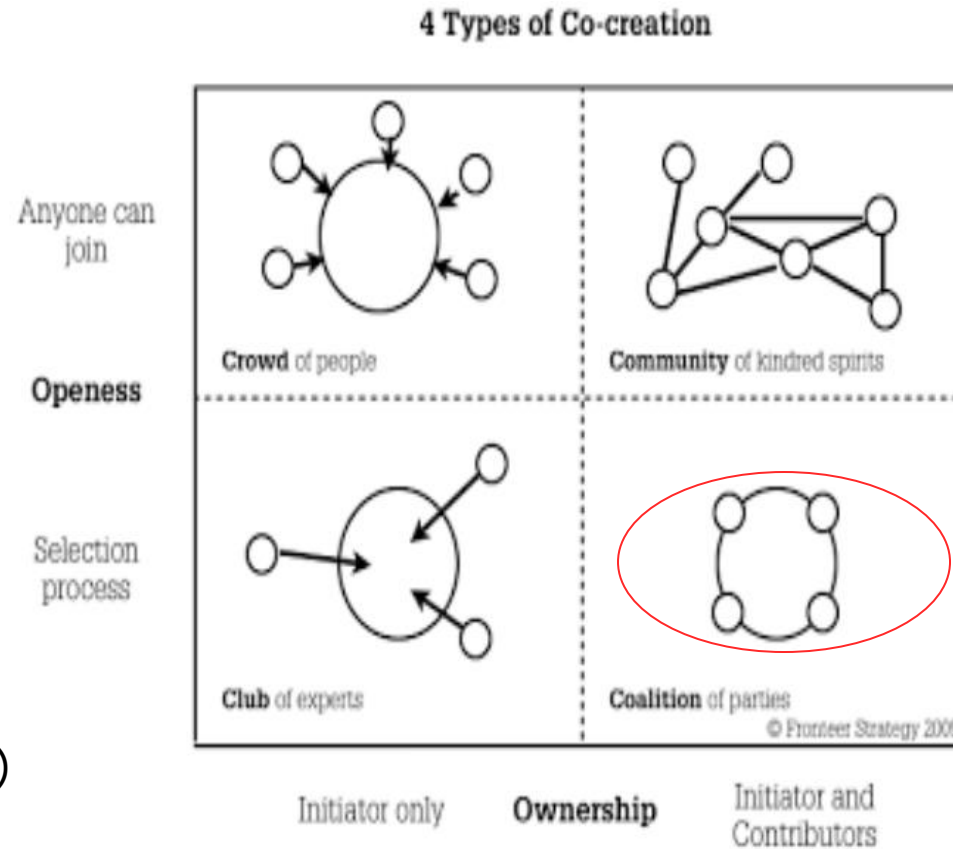 4 Types of Co-creation
Anyone can
join
Crowd of people
Community of kindred spirits
Openess
Selection
process
Club of experts
Coalition of parties
© Fronteer Strategy 2009
)
Initiator only
Ownership
Initiator and
Contributors